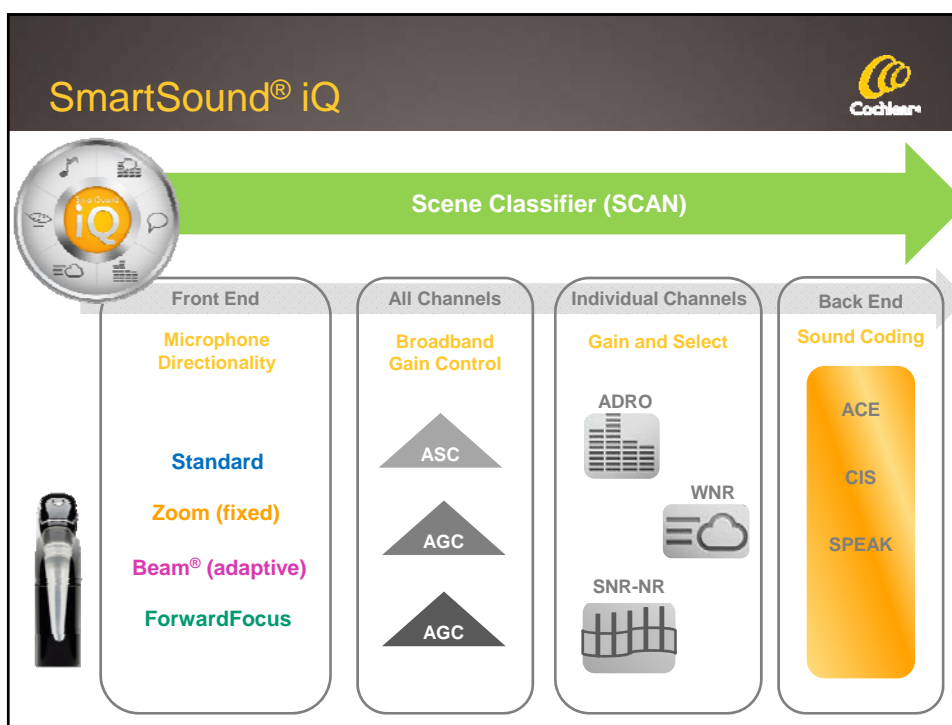 SmartSound® iQ
Cochlear®
iQ
Scene Classifier (SCAN)
Front End
Microphone
Directionality
Standard
Zoom (fixed)
Beam® (adaptive)
ForwardFocus
All Channels
Broadband
Gain Control
ASC
AGC
AGC
Individual Channels
Gain and Select
ADRO
WNR
SNR-NR
Back End
Sound Coding
ACE
CIS
SPEAK